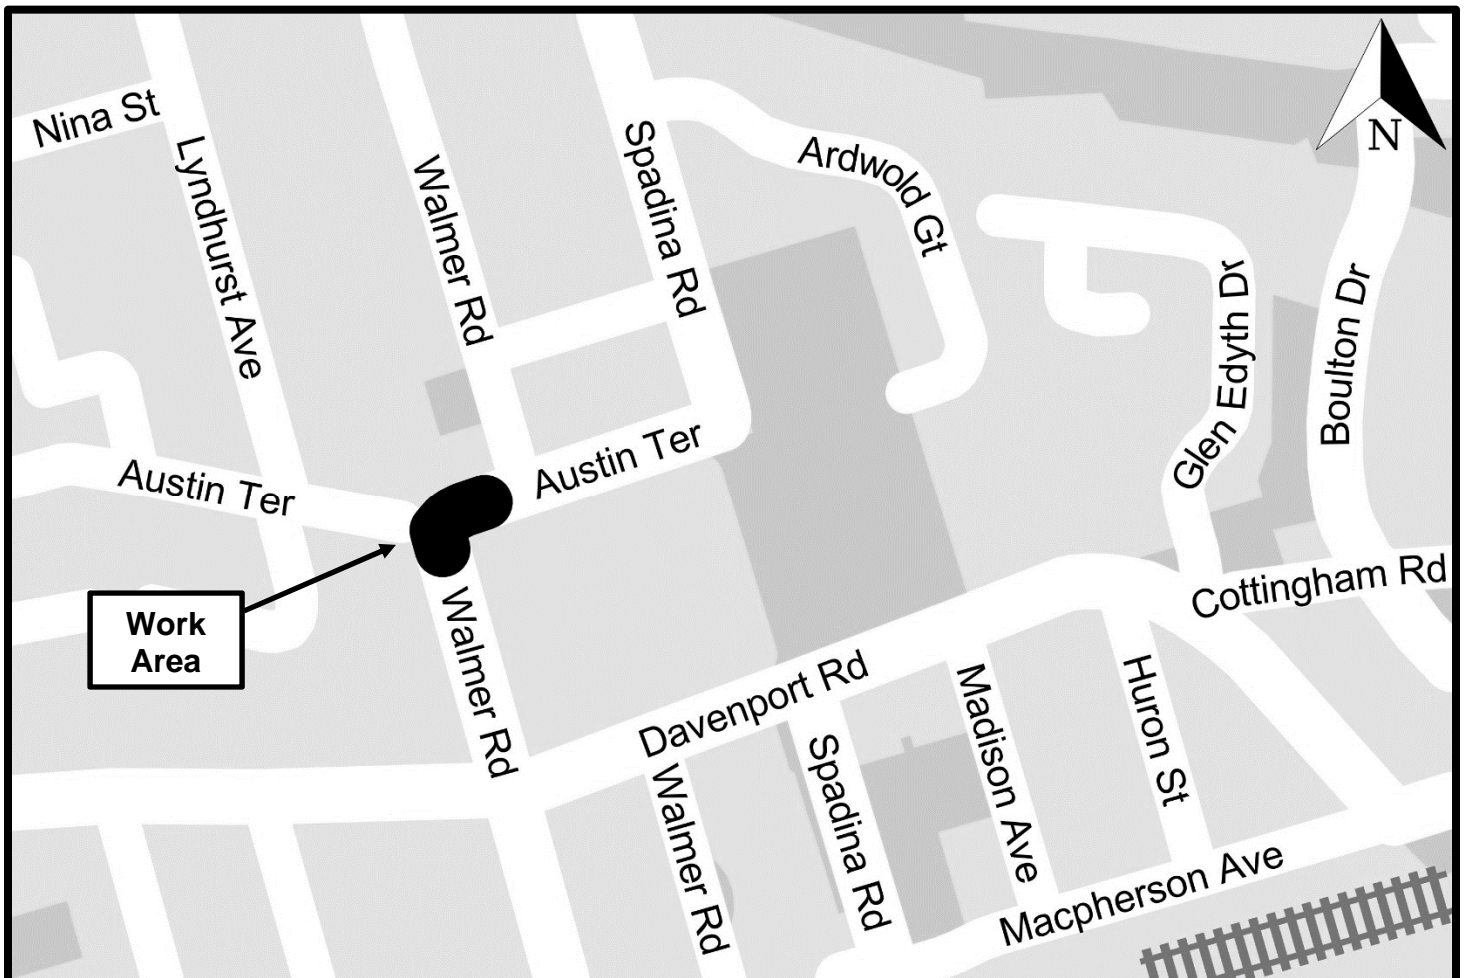 Nina St
Lyndhurst Ave
Walmer Rd
Spadina Rd
Ardwold Gt
N
Glen Edyth Dr
Boulton Dr
Austin Ter
Austin Ter
Work
Area
Walmer Rd
Cottingham Rd
Davenport Rd
Walmer Rd
Spadina Rd
Madison Ave
Huron St
Macpherson Ave